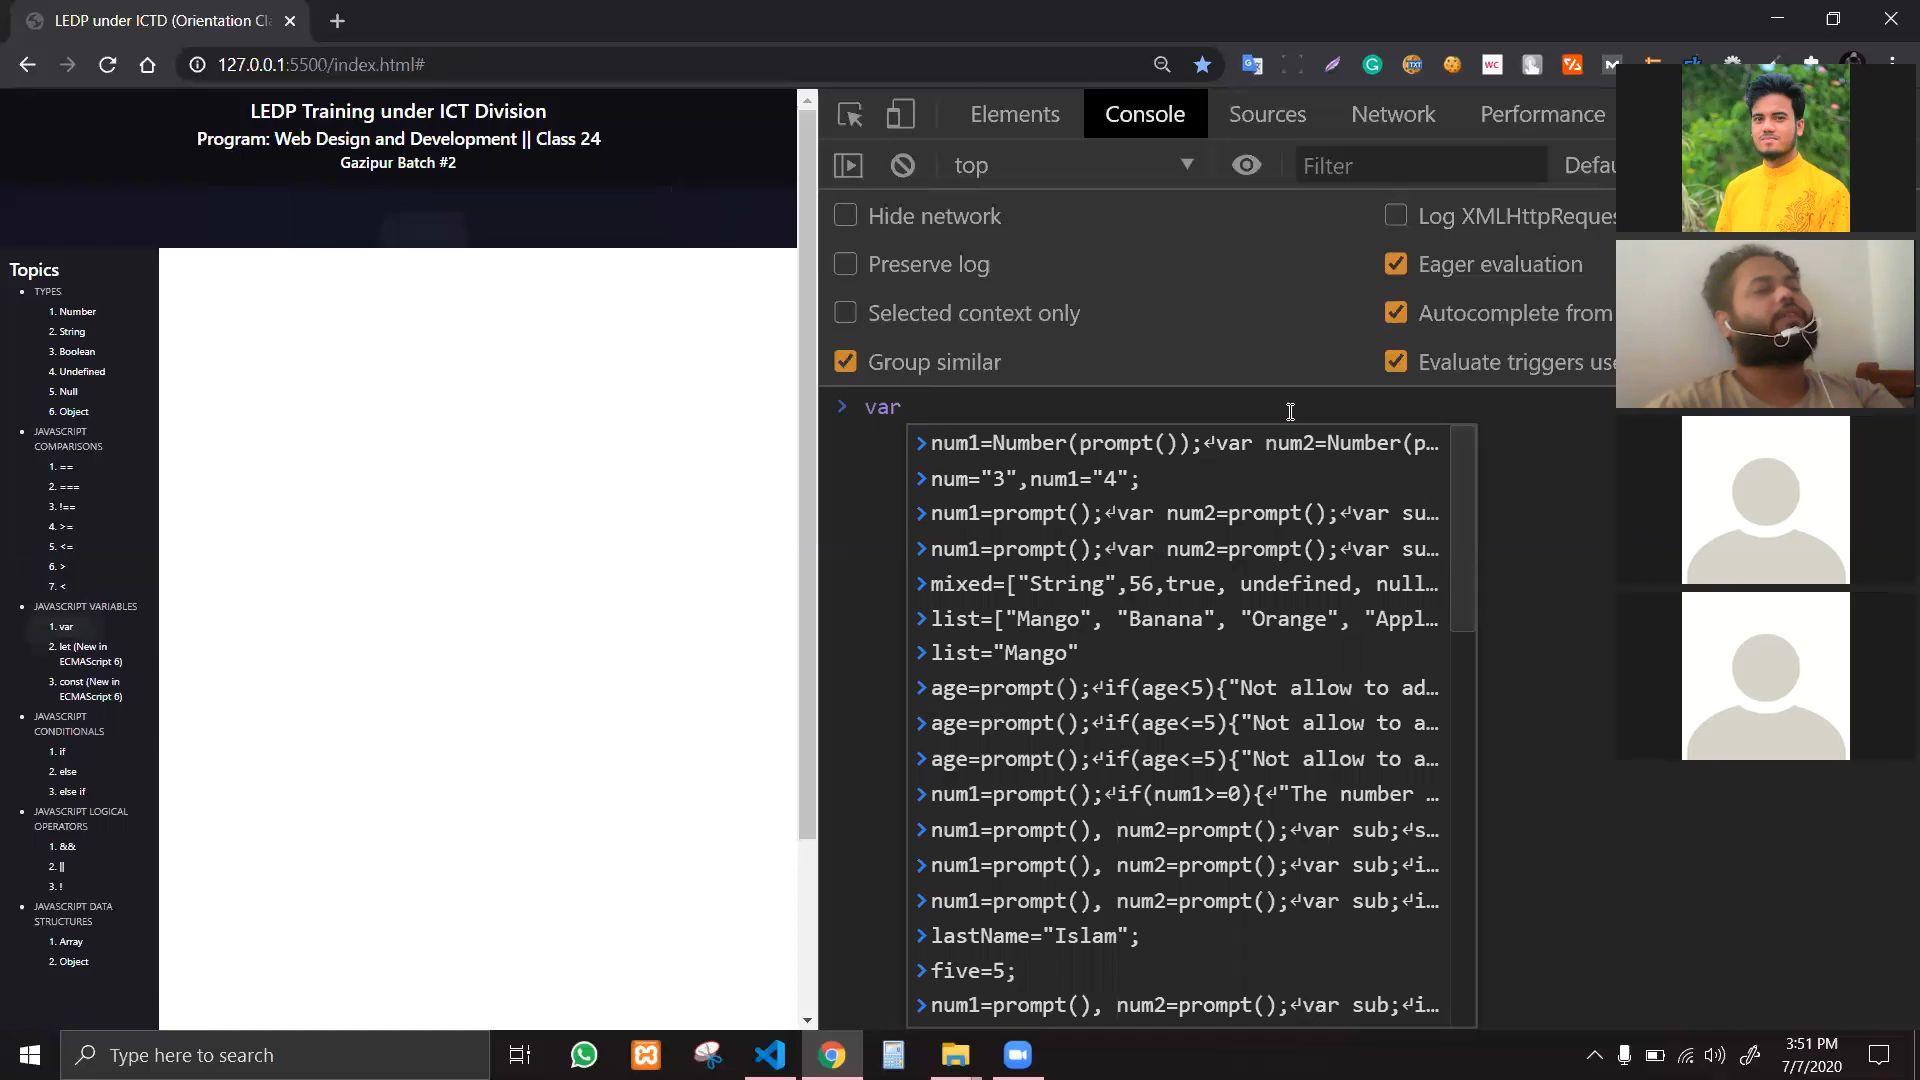 LEDP under ICTD (Orientation Cl
127.0.0.1:5500/index.html#
TXT
WC
LEDP Training under ICT Division
Program: Web Design and Development || Class 24
Gazipur Batch #2
Topics
TYPES
1. Number
2. String
3. Boolean
4. Undefined
5. Null
6. Object
JAVASCRIPT
COMPARISONS
1. ==
2. ===
3. !==
4. >=
5. <=
6. >
7. <
JAVASCRIPT VARIABLES
1. var
2. let (New in
ECMAScript 6)
3. const (New in
ECMAScript 6)
JAVASCRIPT
CONDITIONALS
1. if
2. else
3. else if
JAVASCRIPT LOGICAL
OPERATORS
1. &&
2. ||
3. !
JAVASCRIPT DATA
STRUCTURES
1. Array
2. Object
Elements Console Sources Network Performance
top Filter Defau
Hide network Log XMLHttpReques
Preserve log Eager evaluation
Selected context only Autocomplete from
Group similar Evaluate triggers use
> var
>num1=Number(prompt());↵var num2=Number(p…
>num="3",num1="4";
>num1=prompt();↵var num2=prompt();↵var su…
>num1=prompt();↵var num2=prompt();↵var su…
>mixed=["String",56,true, undefined, null…
>list=["Mango", "Banana", "Orange", "Appl…
>list="Mango"
>age=prompt();↵if(age<5){"Not allow to ad…
>age=prompt();↵if(age<=5){"Not allow to a…
>age=prompt();↵if(age<=5){"Not allow to a…
>num1=prompt();↵if(num1>=0){↵"The number …
>num1=prompt(), num2=prompt();↵var sub;↵s…
>num1=prompt(), num2=prompt();↵var sub;↵i…
>num1=prompt(), num2=prompt();↵var sub;↵i…
>lastName="Islam";
>five=5;
>num1=prompt(), num2=prompt();↵var sub;↵i…
Type here to search
3:51 PM
7/7/2020